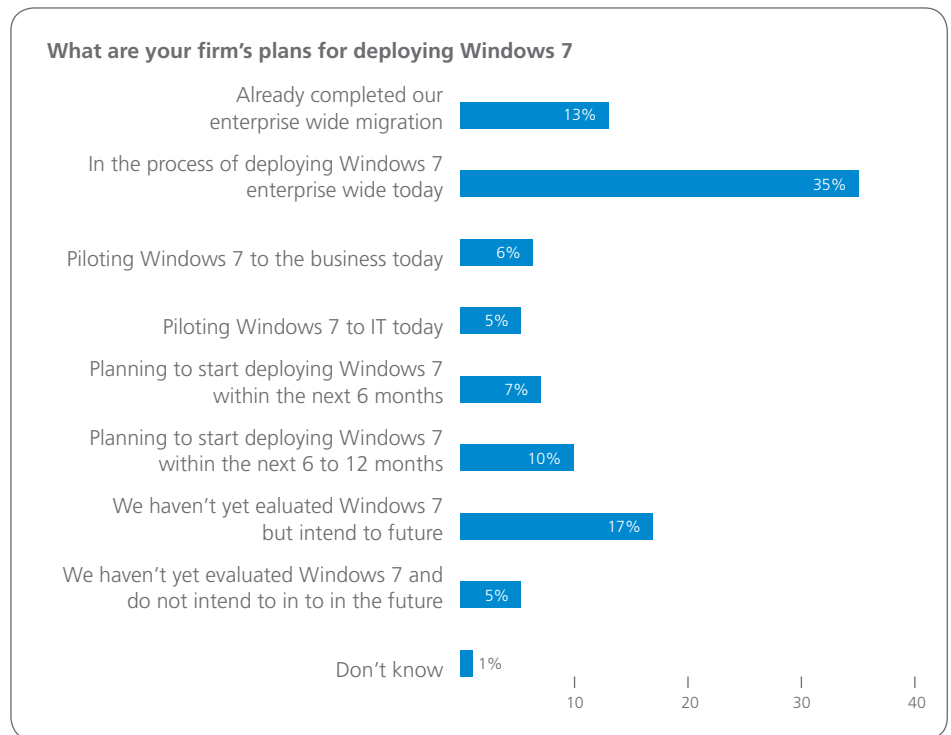 What are your firm's plans for deploying Windows 7
Already completed our
enterprise wide migration
13%
In the process of deploying Windows 7
enterprise wide today
35%
Piloting Windows 7 to the business today
6%
Piloting Windows 7 to IT today
5%
Planning to start deploying Windows 7
within the next 6 months
7%
Planning to start deploying Windows 7
within the next 6 to 12 months
10%
We haven't yet ealuated Windows 7
but intend to future
17%
We haven't yet evaluated Windows 7 and
do not intend to in to in the future
5%
Don't know
1%
10 20 30 40